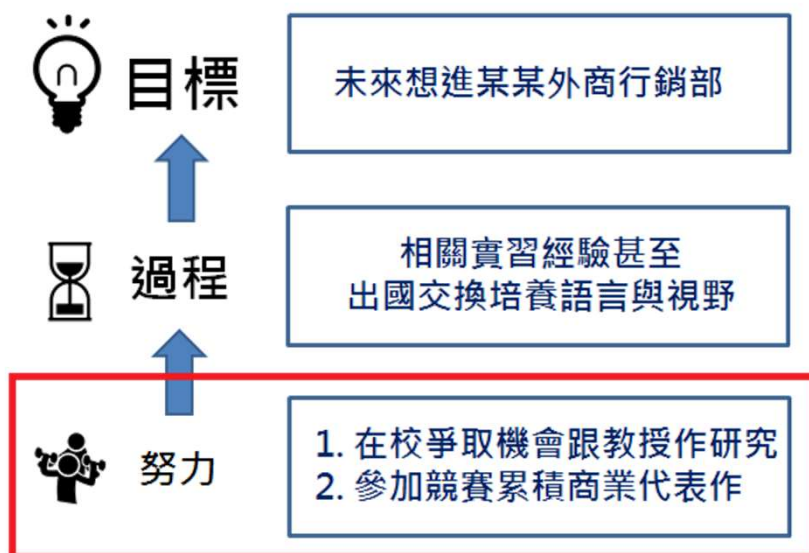 目標
未來想進某某外商行銷部
過程
相關實習經驗甚至
出國交換培養語言與視野
努力
1. 在校爭取機會跟教授作研究
2. 參加競賽累積商業代表作